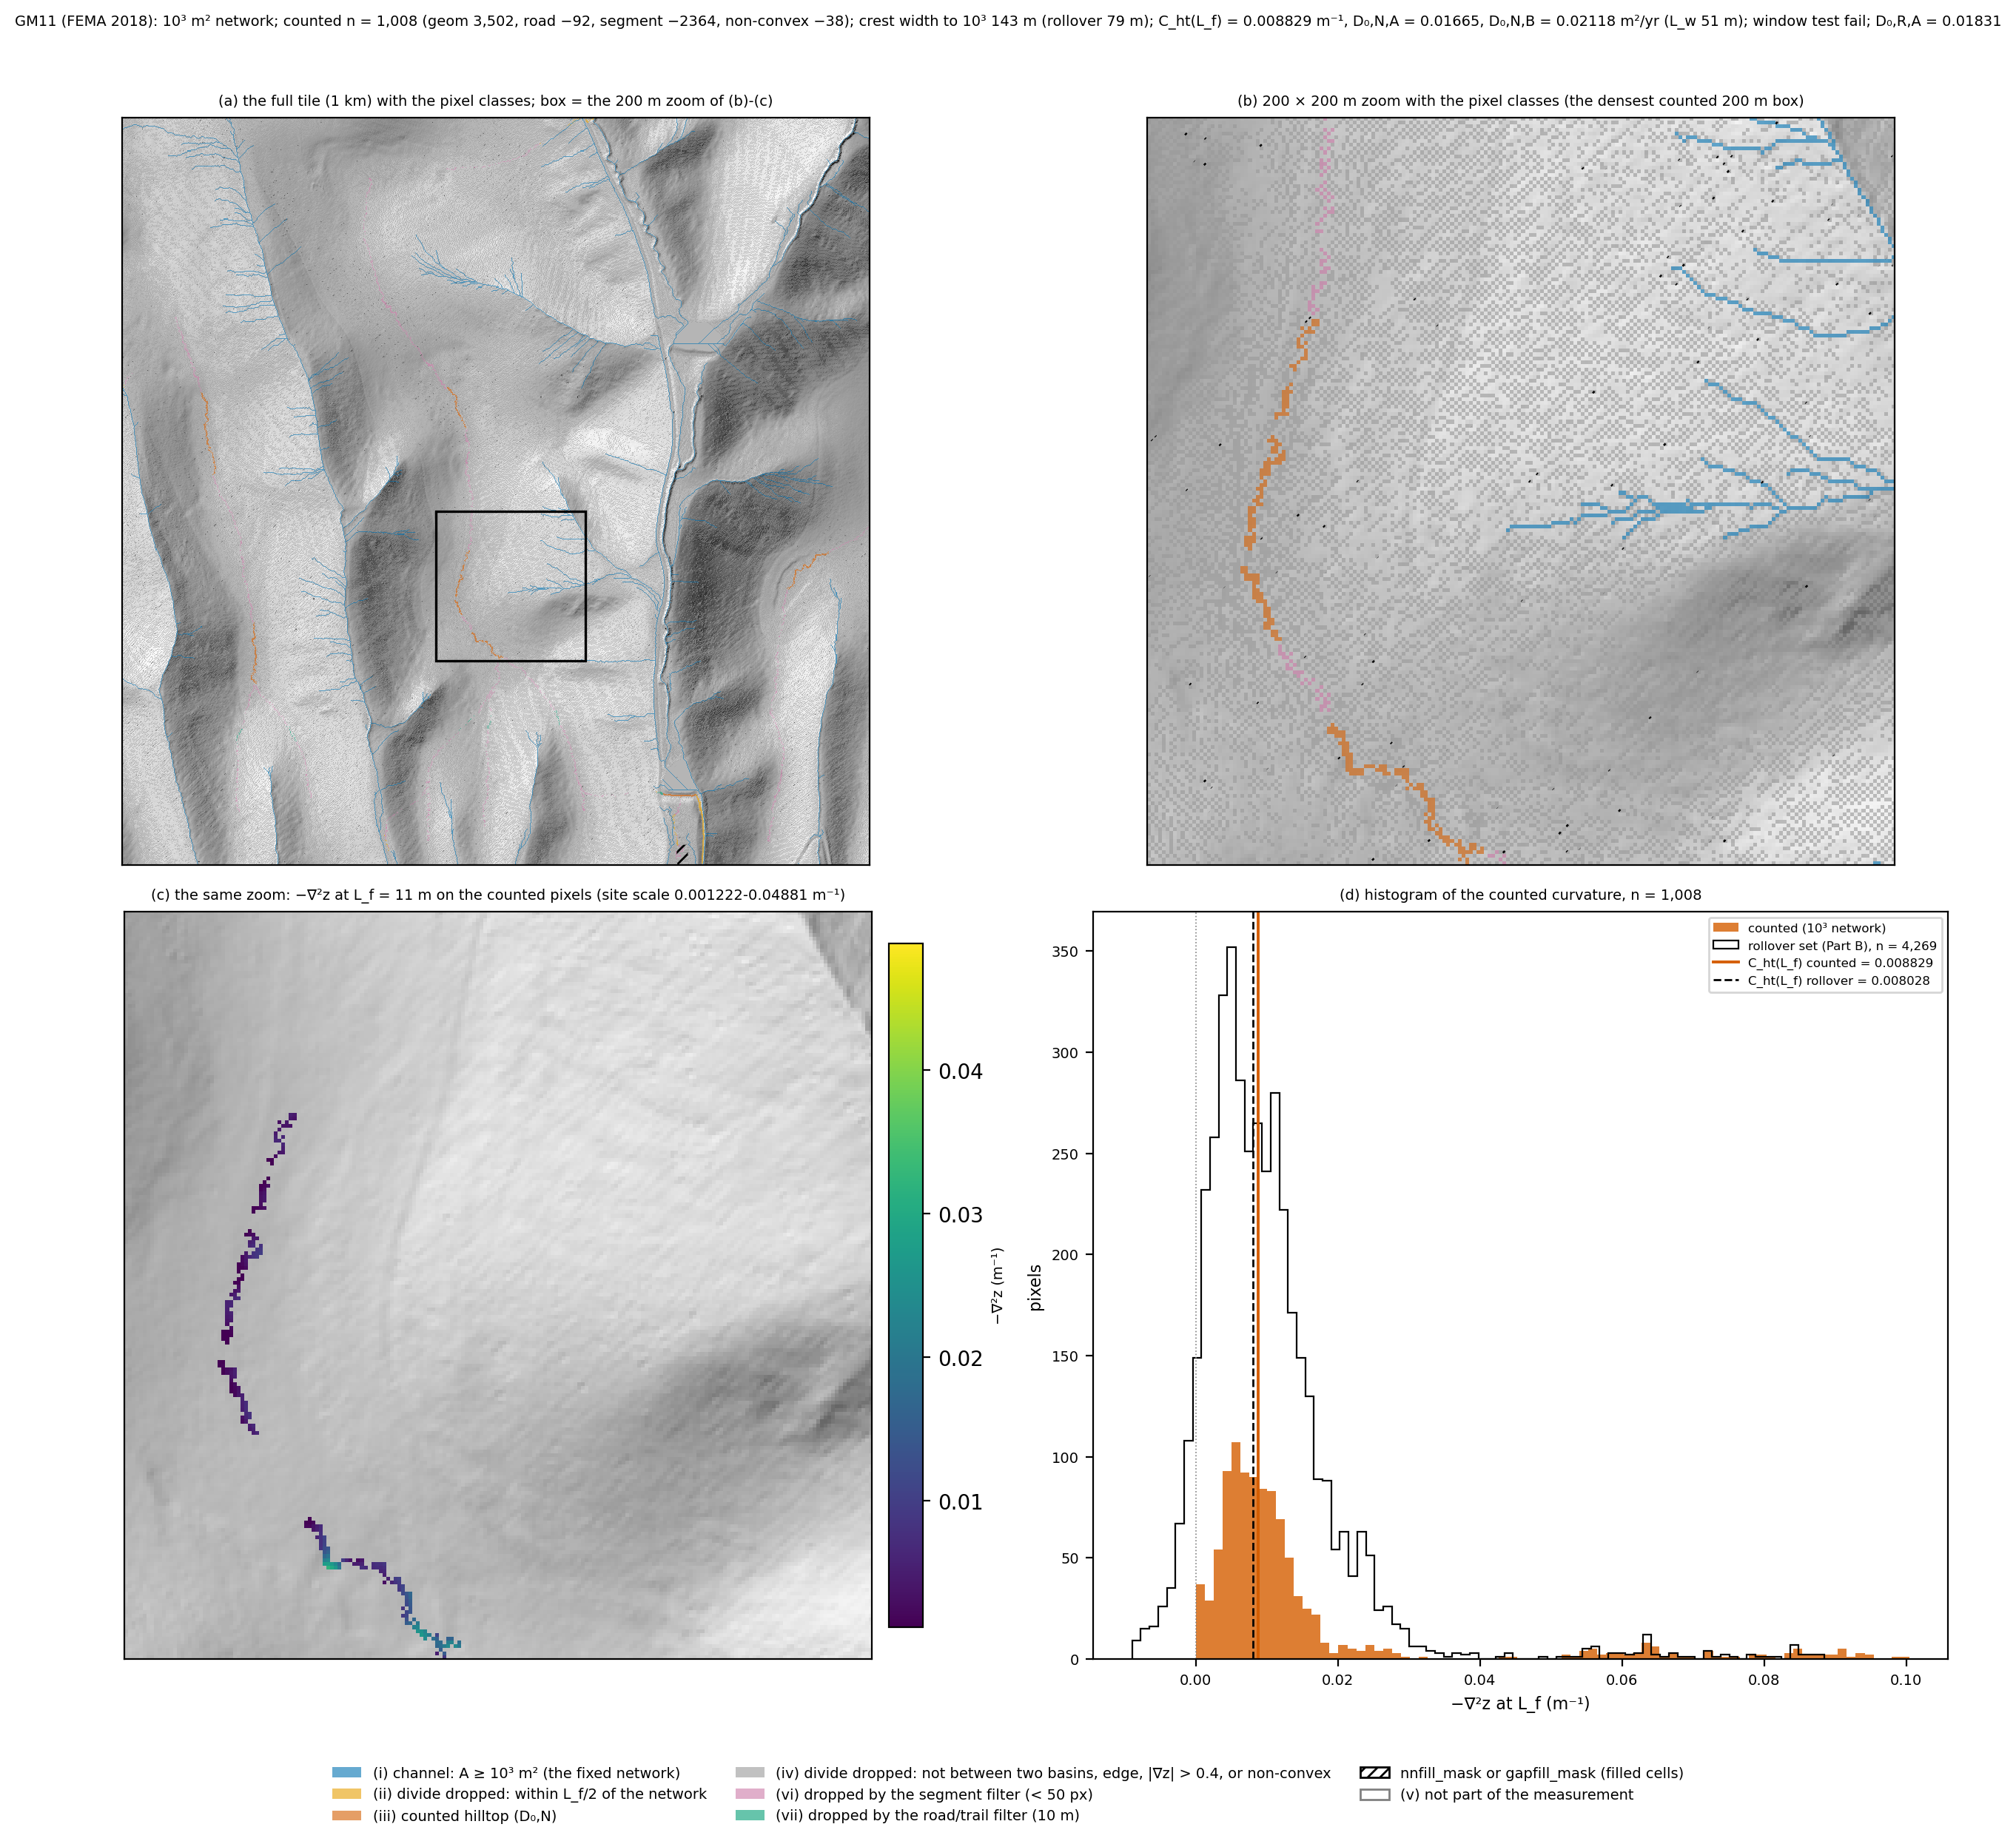 GM11 (FEMA 2018): 10³ m² network; counted n = 1,008 (geom 3,502, road −92, segment −2364, non-convex −38); crest width to 10³ 143 m (rollover 79 m); C_ht(L_f) = 0.008829 m⁻¹, D₀,N,A = 0.01665, D₀,N,B = 0.02118 m²/yr (L_w 51 m); window test fail; D₀,R,A = 0.01831
(a) the full tile (1 km) with the pixel classes; box = the 200 m zoom of (b)-(c)
(b) 200 × 200 m zoom with the pixel classes (the densest counted 200 m box)
(c) the same zoom: −∇²z at L_f = 11 m on the counted pixels (site scale 0.001222-0.04881 m⁻¹)
0.04
0.03
0.02
0.01
−∇²z (m⁻¹)
(d) histogram of the counted curvature, n = 1,008
counted (10³ network)
rollover set (Part B), n = 4,269
C_ht(L_f) counted = 0.008829
C_ht(L_f) rollover = 0.008028
350
300
250
200
150
100
50
0
pixels
0.00 0.02 0.04 0.06 0.08 0.10
−∇²z at L_f (m⁻¹)
(i) channel: A ≥ 10³ m² (the fixed network)
(ii) divide dropped: within L_f/2 of the network
(iii) counted hilltop (D₀,N)
(iv) divide dropped: not between two basins, edge, |∇z| > 0.4, or non-convex
(vi) dropped by the segment filter (< 50 px)
(vii) dropped by the road/trail filter (10 m)
nnfill_mask or gapfill_mask (filled cells)
(v) not part of the measurement